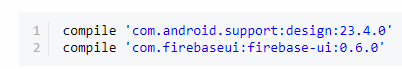 1 compile 'com.android.support:design:23.4.0'
2 compile 'com.firebaseui:firebase-ui:0.6.0'